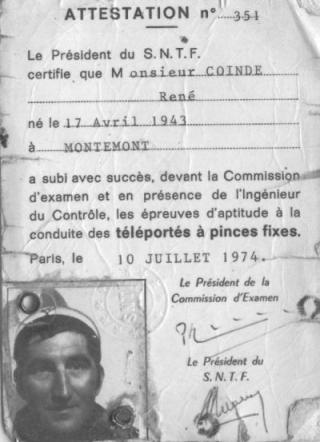 ATTESTATION n° 351
Le Président du S.N.T.F.
certifie que Monsieur COINDE
René
né le 17 Avril 1943
à MONTEMONT
a subi avec succès, devant la Commission
d'examen et en présence de l'Ingénieur
du Contrôle, les épreuves d'aptitude à la
conduite des téléportés à pinces fixes.
Paris, le 10 JUILLET 1974.
Le Président de la
Commission d'Examen
Le Président du
S.N.T.F.